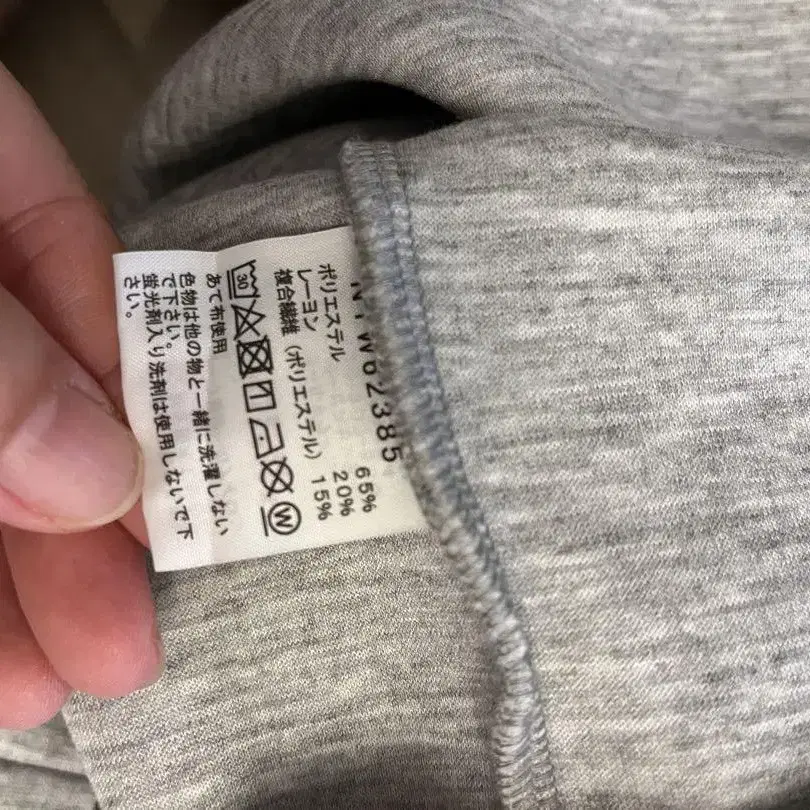 NTW62385
ポリエステル 65%
レーヨン 20%
複合繊維(ポリエステル) 15%
30
W
あて布使用
色物は他の物と一緒に洗濯しない
で下さい。
蛍光剤入り洗剤は使用しないで下
さい。